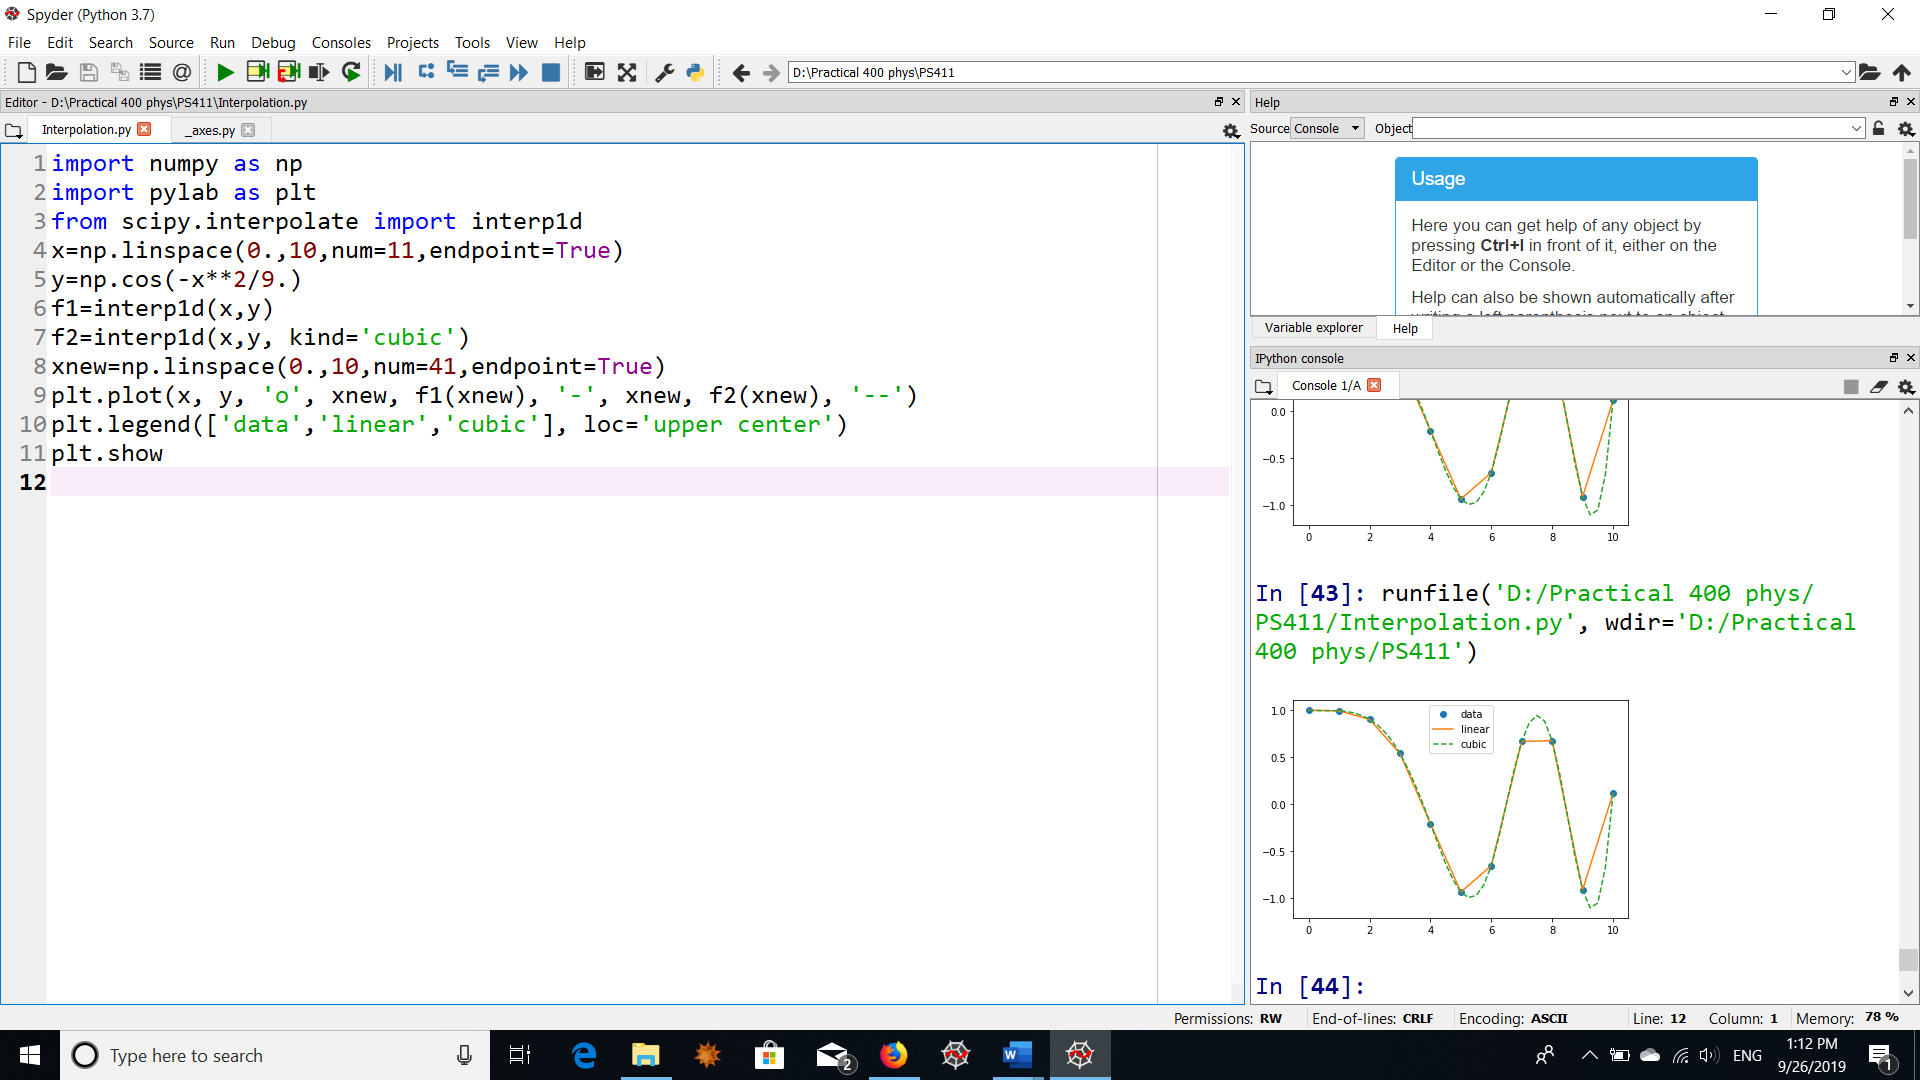 Spyder (Python 3.7)
File Edit Search Source Run Debug Consoles Projects Tools View Help
D:\Practical 400 phys\PS411
Editor - D:\Practical 400 phys\PS411\Interpolation.py
Interpolation.py _axes.py
1 import numpy as np
2 import pylab as plt
3 from scipy.interpolate import interp1d
4 x=np.linspace(0.,10,num=11,endpoint=True)
5 y=np.cos(-x**2/9.)
6 f1=interp1d(x,y)
7 f2=interp1d(x,y, kind='cubic')
8 xnew=np.linspace(0.,10,num=41,endpoint=True)
9 plt.plot(x, y, 'o', xnew, f1(xnew), '-', xnew, f2(xnew), '--')
10 plt.legend(['data','linear','cubic'], loc='upper center')
11 plt.show
12
Help
Source Console Object
Usage
Here you can get help of any object by
pressing Ctrl+I in front of it, either on the
Editor or the Console.
Help can also be shown automatically after
writing a left parenthesis next to an object
Variable explorer Help
IPython console
Console 1/A
0.0
−0.5
−1.0
0 2 4 6 8 10
In [43]: runfile('D:/Practical 400 phys/
PS411/Interpolation.py', wdir='D:/Practical
400 phys/PS411')
1.0
0.5
0.0
−0.5
−1.0
data
linear
cubic
0 2 4 6 8 10
In [44]:
Permissions: RW End-of-lines: CRLF Encoding: ASCII Line: 12 Column: 1 Memory: 78 %
Type here to search
2
ENG
1:12 PM
9/26/2019
1